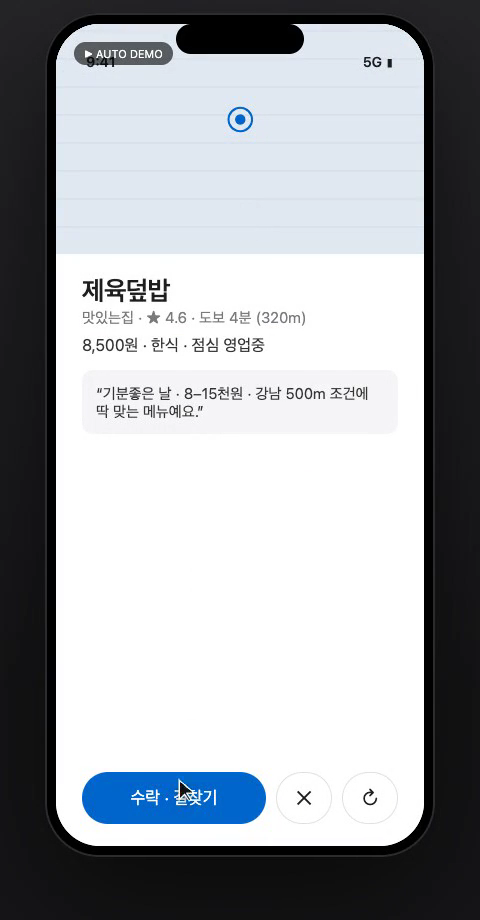 ▶ AUTO DEMO
9:41
5G
제육덮밥
맛있는집 · ★ 4.6 · 도보 4분 (320m)
8,500원 · 한식 · 점심 영업중
“기분좋은 날 · 8–15천원 · 강남 500m 조건에
딱 맞는 메뉴예요.”
수락 · 길찾기